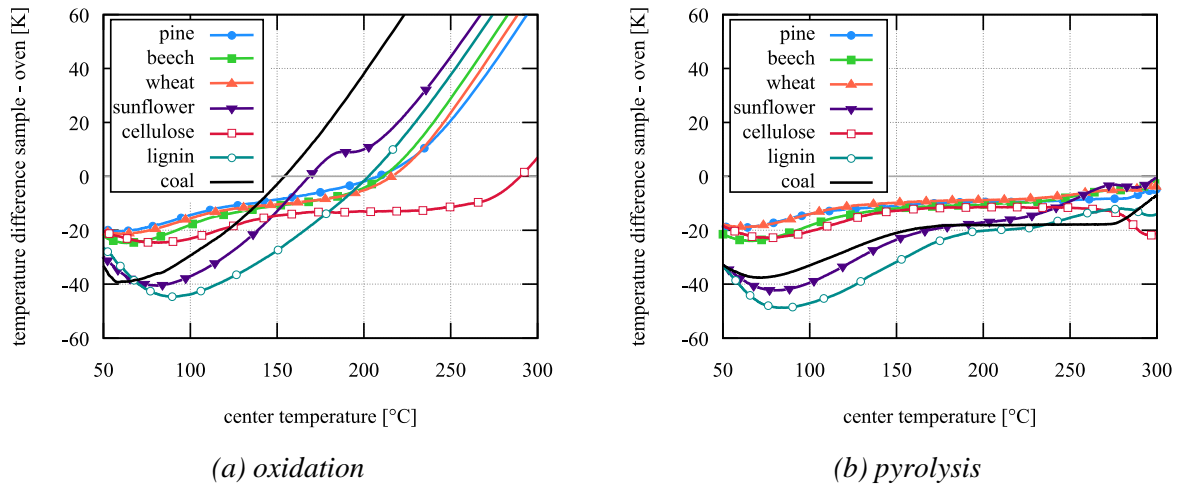 temperature difference sample - oven [K]
60
40
20
0
-20
-40
-60
pine
beech
wheat
sunflower
cellulose
lignin
coal
50 100 150 200 250 300
center temperature [°C]
(a) oxidation
temperature difference sample - oven [K]
60
40
20
0
-20
-40
-60
pine
beech
wheat
sunflower
cellulose
lignin
coal
50 100 150 200 250 300
center temperature [°C]
(b) pyrolysis